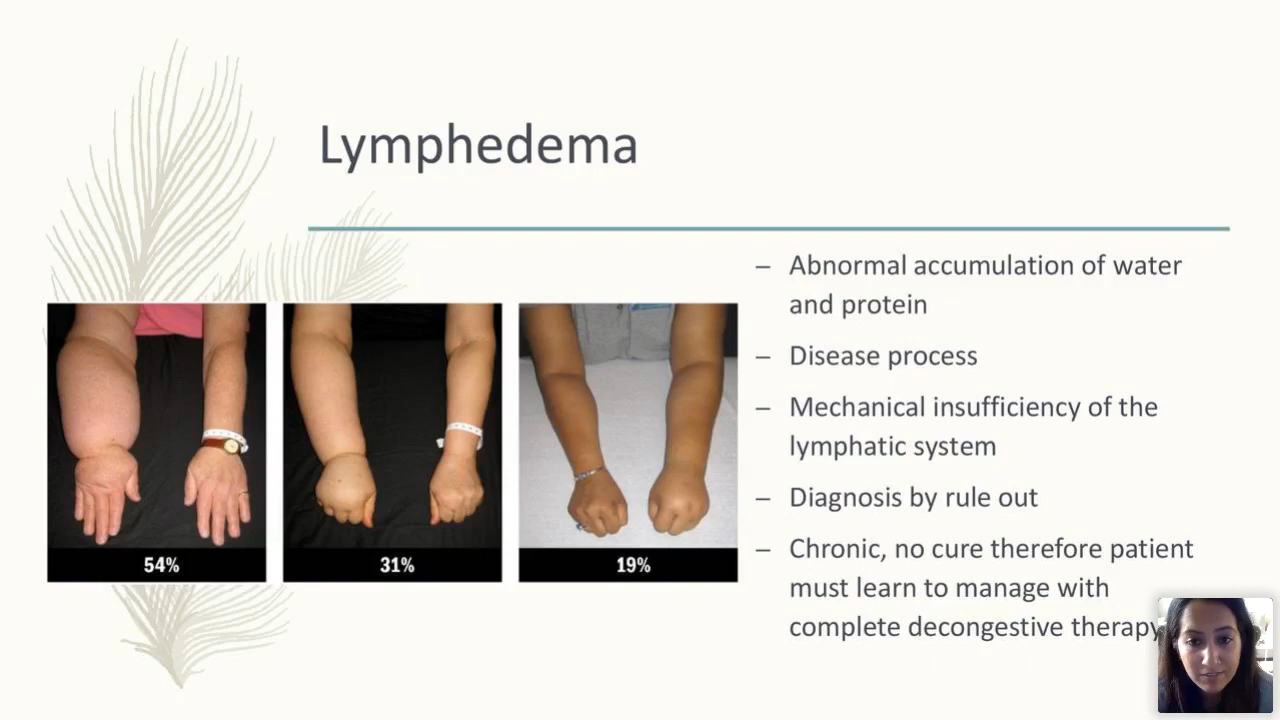 Lymphedema
– Abnormal accumulation of water
and protein
– Disease process
– Mechanical insufficiency of the
lymphatic system
– Diagnosis by rule out
– Chronic, no cure therefore patient
must learn to manage with
complete decongestive therapy
54%
31%
19%